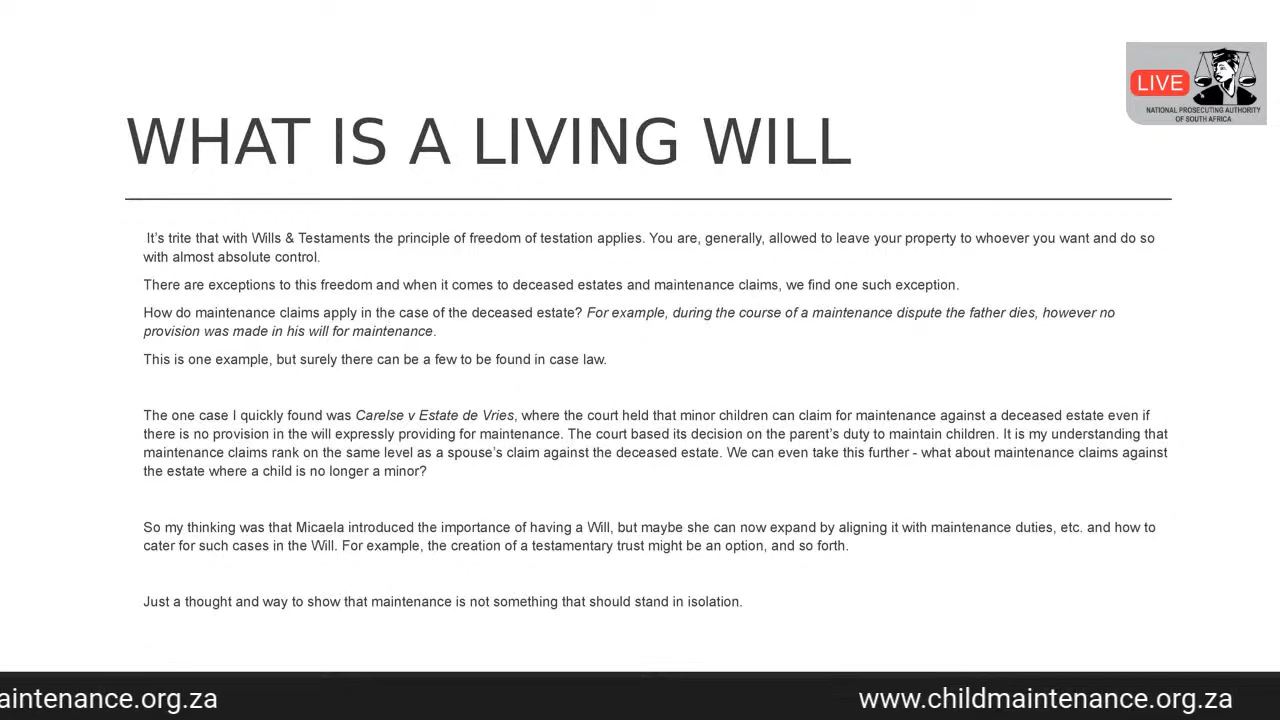 LIVE
NATIONAL PROSECUTING AUTHORITY
OF SOUTH AFRICA
WHAT IS A LIVING WILL
It’s trite that with Wills & Testaments the principle of freedom of testation applies. You are, generally, allowed to leave your property to whoever you want and do so
with almost absolute control.
There are exceptions to this freedom and when it comes to deceased estates and maintenance claims, we find one such exception.
How do maintenance claims apply in the case of the deceased estate? For example, during the course of a maintenance dispute the father dies, however no
provision was made in his will for maintenance.
This is one example, but surely there can be a few to be found in case law.
The one case I quickly found was Carelse v Estate de Vries, where the court held that minor children can claim for maintenance against a deceased estate even if
there is no provision in the will expressly providing for maintenance. The court based its decision on the parent’s duty to maintain children. It is my understanding that
maintenance claims rank on the same level as a spouse’s claim against the deceased estate. We can even take this further - what about maintenance claims against
the estate where a child is no longer a minor?
So my thinking was that Micaela introduced the importance of having a Will, but maybe she can now expand by aligning it with maintenance duties, etc. and how to
cater for such cases in the Will. For example, the creation of a testamentary trust might be an option, and so forth.
Just a thought and way to show that maintenance is not something that should stand in isolation.
aintenance.org.za www.childmaintenance.org.za